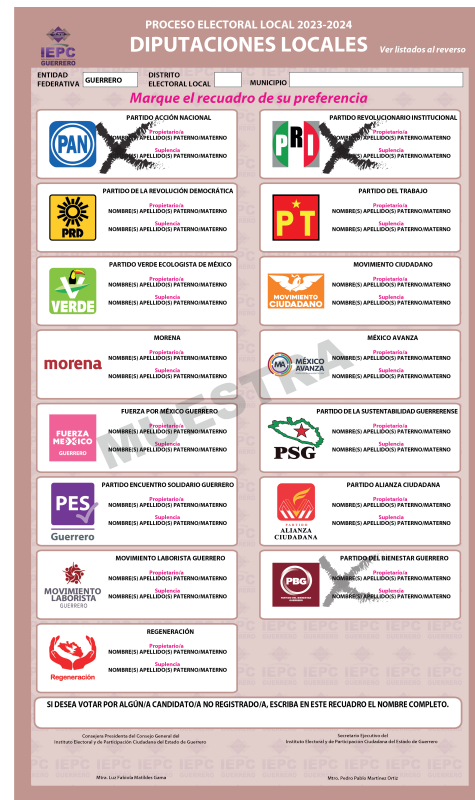 PROCESO ELECTORAL LOCAL 2023-2024
DIPUTACIONES LOCALES
Ver listados al reverso
IEPC
GUERRERO
ENTIDAD FEDERATIVA
GUERRERO
DISTRITO ELECTORAL LOCAL
MUNICIPIO
Marque el recuadro de su preferencia
PARTIDO ACCIÓN NACIONAL
PAN
Propietario/a
NOMBRE(S) APELLIDO(S) PATERNO/MATERNO
Suplencia
NOMBRE(S) APELLIDO(S) PATERNO/MATERNO
PARTIDO REVOLUCIONARIO INSTITUCIONAL
PRI
Propietario/a
NOMBRE(S) APELLIDO(S) PATERNO/MATERNO
Suplencia
NOMBRE(S) APELLIDO(S) PATERNO/MATERNO
PARTIDO DE LA REVOLUCIÓN DEMOCRÁTICA
PRD
Propietario/a
NOMBRE(S) APELLIDO(S) PATERNO/MATERNO
Suplencia
NOMBRE(S) APELLIDO(S) PATERNO/MATERNO
PARTIDO DEL TRABAJO
PT
Propietario/a
NOMBRE(S) APELLIDO(S) PATERNO/MATERNO
Suplencia
NOMBRE(S) APELLIDO(S) PATERNO/MATERNO
PARTIDO VERDE ECOLOGISTA DE MÉXICO
VERDE
Propietario/a
NOMBRE(S) APELLIDO(S) PATERNO/MATERNO
Suplencia
NOMBRE(S) APELLIDO(S) PATERNO/MATERNO
MOVIMIENTO CIUDADANO
MOVIMIENTO
CIUDADANO
Propietario/a
NOMBRE(S) APELLIDO(S) PATERNO/MATERNO
Suplencia
NOMBRE(S) APELLIDO(S) PATERNO/MATERNO
MORENA
morena
Propietario/a
NOMBRE(S) APELLIDO(S) PATERNO/MATERNO
Suplencia
NOMBRE(S) APELLIDO(S) PATERNO/MATERNO
MÉXICO AVANZA
MA
MÉXICO
AVANZA
Propietario/a
NOMBRE(S) APELLIDO(S) PATERNO/MATERNO
Suplencia
NOMBRE(S) APELLIDO(S) PATERNO/MATERNO
MUESTRA
FUERZA POR MÉXICO GUERRERO
FUERZA
MEXICO
GUERRERO
Propietario/a
NOMBRE(S) APELLIDO(S) PATERNO/MATERNO
Suplencia
NOMBRE(S) APELLIDO(S) PATERNO/MATERNO
PARTIDO DE LA SUSTENTABILIDAD GUERRERENSE
PSG
Propietario/a
NOMBRE(S) APELLIDO(S) PATERNO/MATERNO
Suplencia
NOMBRE(S) APELLIDO(S) PATERNO/MATERNO
PARTIDO ENCUENTRO SOLIDARIO GUERRERO
PES
Guerrero
Propietario/a
NOMBRE(S) APELLIDO(S) PATERNO/MATERNO
Suplencia
NOMBRE(S) APELLIDO(S) PATERNO/MATERNO
PARTIDO ALIANZA CIUDADANA
PARTIDO
ALIANZA
CIUDADANA
Propietario/a
NOMBRE(S) APELLIDO(S) PATERNO/MATERNO
Suplencia
NOMBRE(S) APELLIDO(S) PATERNO/MATERNO
MOVIMIENTO LABORISTA GUERRERO
MOVIMIENTO
LABORISTA
GUERRERO
Propietario/a
NOMBRE(S) APELLIDO(S) PATERNO/MATERNO
Suplencia
NOMBRE(S) APELLIDO(S) PATERNO/MATERNO
PARTIDO DEL BIENESTAR GUERRERO
PBG
PARTIDO DEL BIENESTAR
GUERRERO
Propietario/a
NOMBRE(S) APELLIDO(S) PATERNO/MATERNO
Suplencia
NOMBRE(S) APELLIDO(S) PATERNO/MATERNO
REGENERACIÓN
Regeneración
Propietario/a
NOMBRE(S) APELLIDO(S) PATERNO/MATERNO
Suplencia
NOMBRE(S) APELLIDO(S) PATERNO/MATERNO
SI DESEA VOTAR POR ALGÚN/A CANDIDATO/A NO REGISTRADO/A, ESCRIBA EN ESTE RECUADRO EL NOMBRE COMPLETO.
Consejera Presidenta del Consejo General del
Instituto Electoral y de Participación Ciudadana del Estado de Guerrero
Mtra. Luz Fabiola Matildes Gama
Secretario Ejecutivo del
Instituto Electoral y de Participación Ciudadana del Estado de Guerrero
Mtro. Pedro Pablo Martínez Ortiz